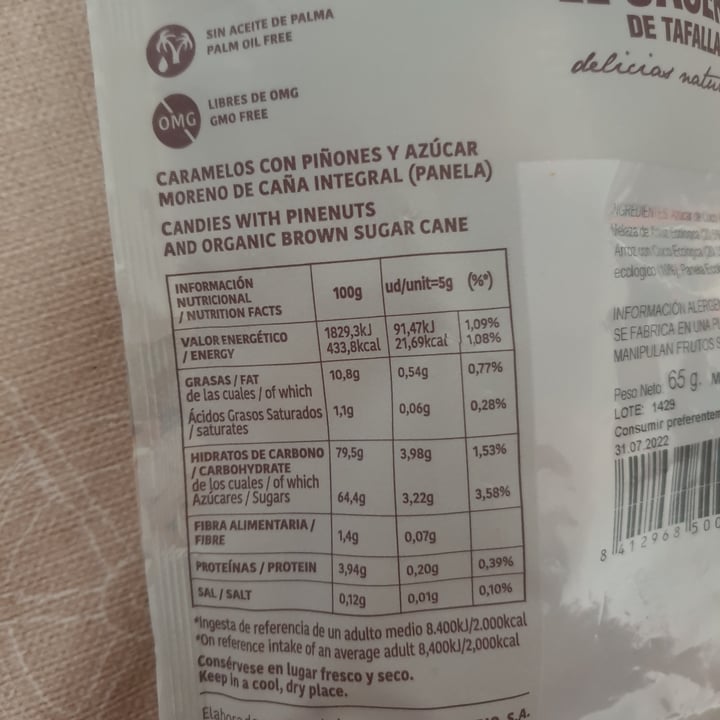 SIN ACEITE DE PALMA
PALM OIL FREE
DE TAFALLA
delicias
OMG
LIBRES DE OMG
GMO FREE
CARAMELOS CON PIÑONES Y AZÚCAR
MORENO DE CAÑA INTEGRAL (PANELA)
CANDIES WITH PINENUTS
AND ORGANIC BROWN SUGAR CANE
INFORMACIÓN
NUTRICIONAL
/ NUTRITION FACTS
100g
ud/unit=5g (%*)
VALOR ENERGÉTICO
/ ENERGY
1829,3kJ 91,47kJ 1,09%
433,8kcal 21,69kcal 1,08%
GRASAS / FAT 10,8g 0,54g 0,77%
de las cuales / of which
Ácidos Grasos Saturados 1,1g 0,06g 0,28%
/ saturates
HIDRATOS DE CARBONO 79,5g 3,98g 1,53%
/ CARBOHYDRATE
de los cuales / of which
Azúcares / Sugars 64,4g 3,22g 3,58%
FIBRA ALIMENTARIA /
FIBRE 1,4g 0,07g
PROTEÍNAS / PROTEIN 3,94g 0,20g 0,39%
SAL / SALT 0,12g 0,01g 0,10%
*Ingesta de referencia de un adulto medio 8.400kJ/2.000kcal
*On reference intake of an average adult 8,400kJ/2,000kcal
Consérvese en lugar fresco y seco.
Keep in a cool, dry place.
S.A.
INGREDIENTES
ecológico
INFORMACIÓN
SE FABRICA EN UNA
MANIPULAN FRUTOS
Peso Neto 65 g.
LOTE: 1429
Consumir
31.07.2022
8 412968 500